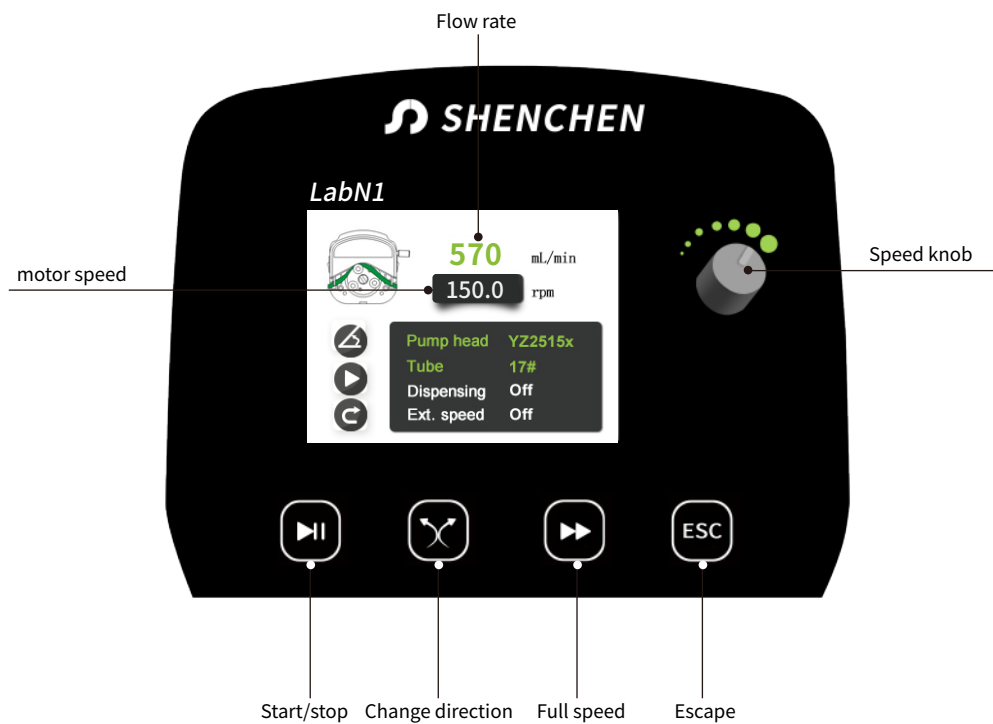 Flow rate
SHENCHEN
LabN1
570 mL/min
motor speed
150.0 rpm
Speed knob
Pump head YZ2515x
Tube 17#
Dispensing Off
Ext. speed Off
ESC
Start/stop Change direction Full speed Escape